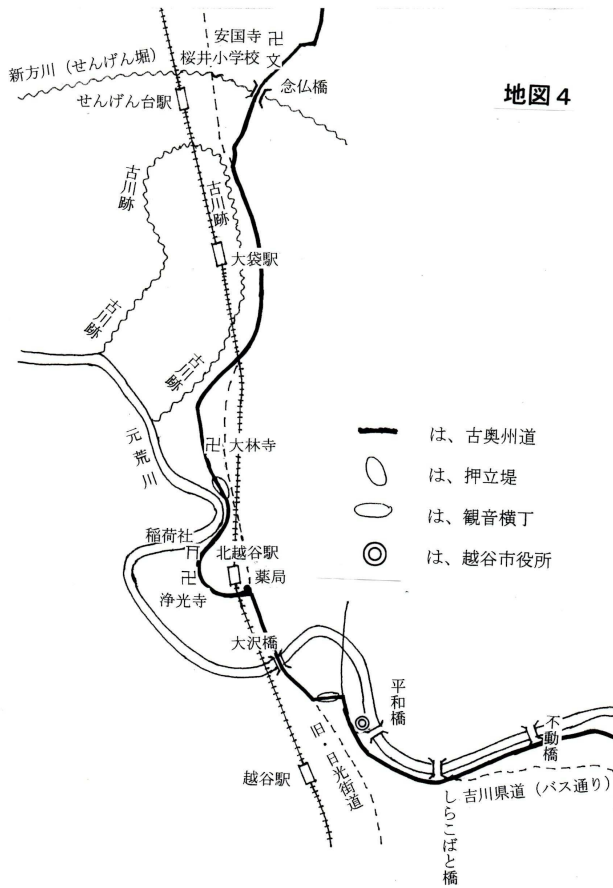 地図４
安国寺
桜井小学校
文
新方川（せんげん堀）
せんげん台駅
念仏橋
古川跡
古川跡
大袋駅
古川跡
古川跡
元荒川
大林寺
稲荷社
北越谷駅
薬局
浄光寺
大沢橋
平和橋
不動橋
旧・日光街道
越谷駅
吉川県道（バス通り）
しらこばと橋
は、古奥州道
は、押立堤
は、観音横丁
は、越谷市役所